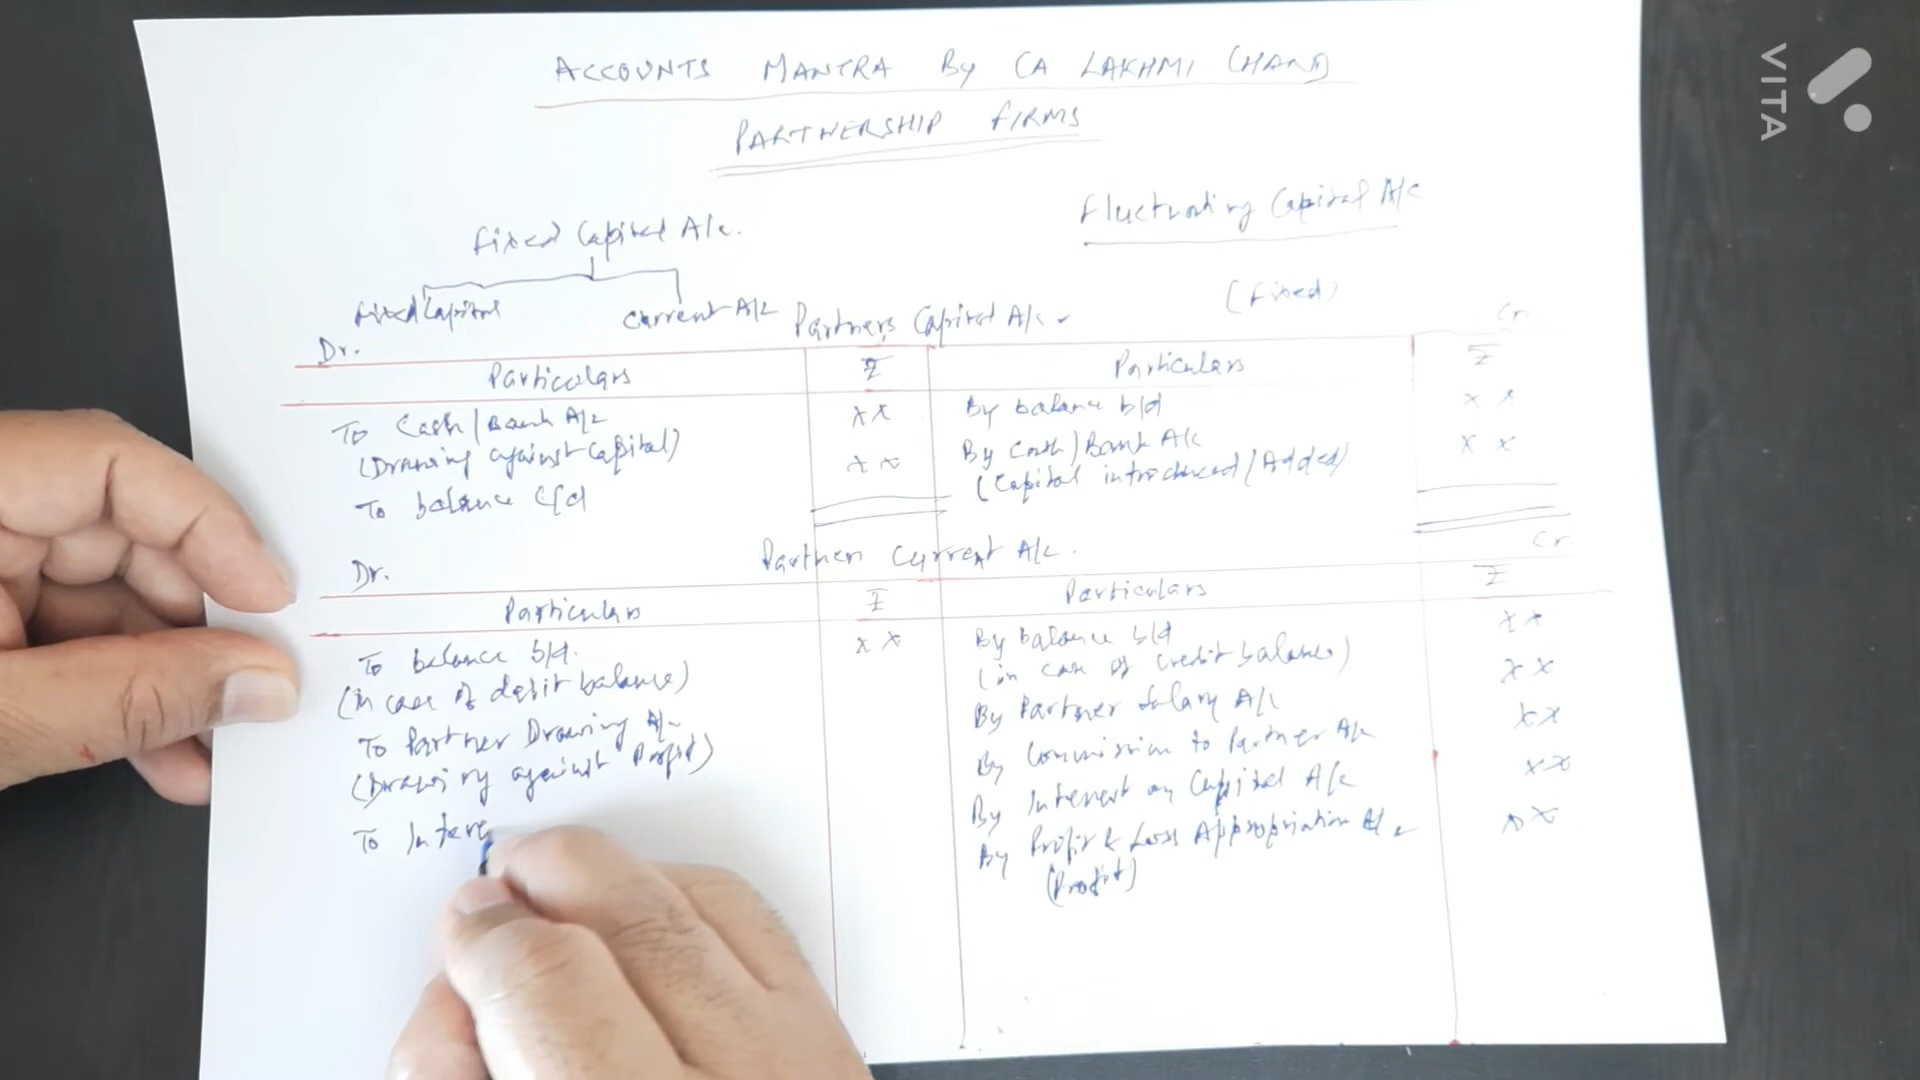 ACCOUNTS MANTRA By CA LAKHMI CHAND
PARTNERSHIP FIRMS
VITA
Fixed Capital A/c.
Fluctuating Capital A/c
Fixed Capital
Current A/c
Partners Capital A/c
(Fixed)
Dr.
Cr.
Particulars ₹ Particulars ₹
To Cash/Bank A/c xx By balance b/d xx
(Drawing against Capital) By Cash/Bank A/c xx
To balance c/d xx (Capital introduced/Added)
Partner Current A/c.
Dr.
Cr.
Particulars ₹ Particulars ₹
To balance b/d. xx By balance b/d xx
(in case of debit balance) (in case of credit balance)
To Partner Drawing A/c By Partner Salary A/c xx
(Drawing against Profit) By Commission to Partner A/c xx
To Intere By Interest on Capital A/c xx
By Profit & Loss Appropriation A/c xx
(Profit)